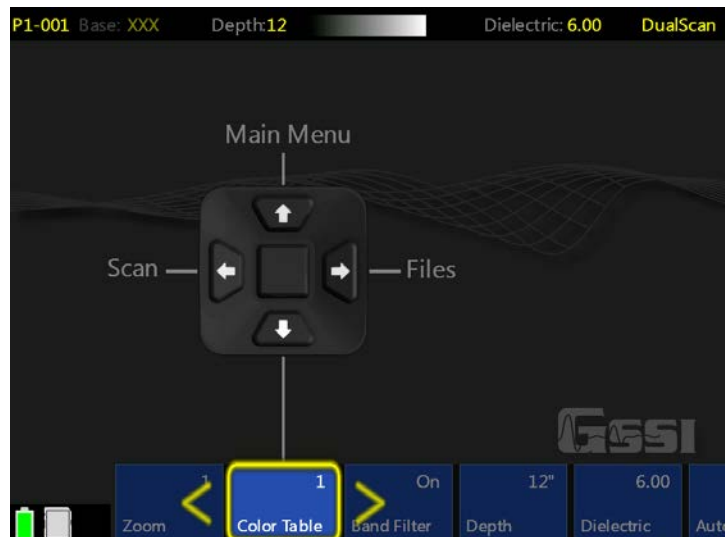 P1-001 Base: XXX Depth:12 Dielectric: 6.00 DualScan
Main Menu
Scan
Files
GSSI
1 1 On 12" 6.00
Zoom Color Table Band Filter Depth Dielectric Aut